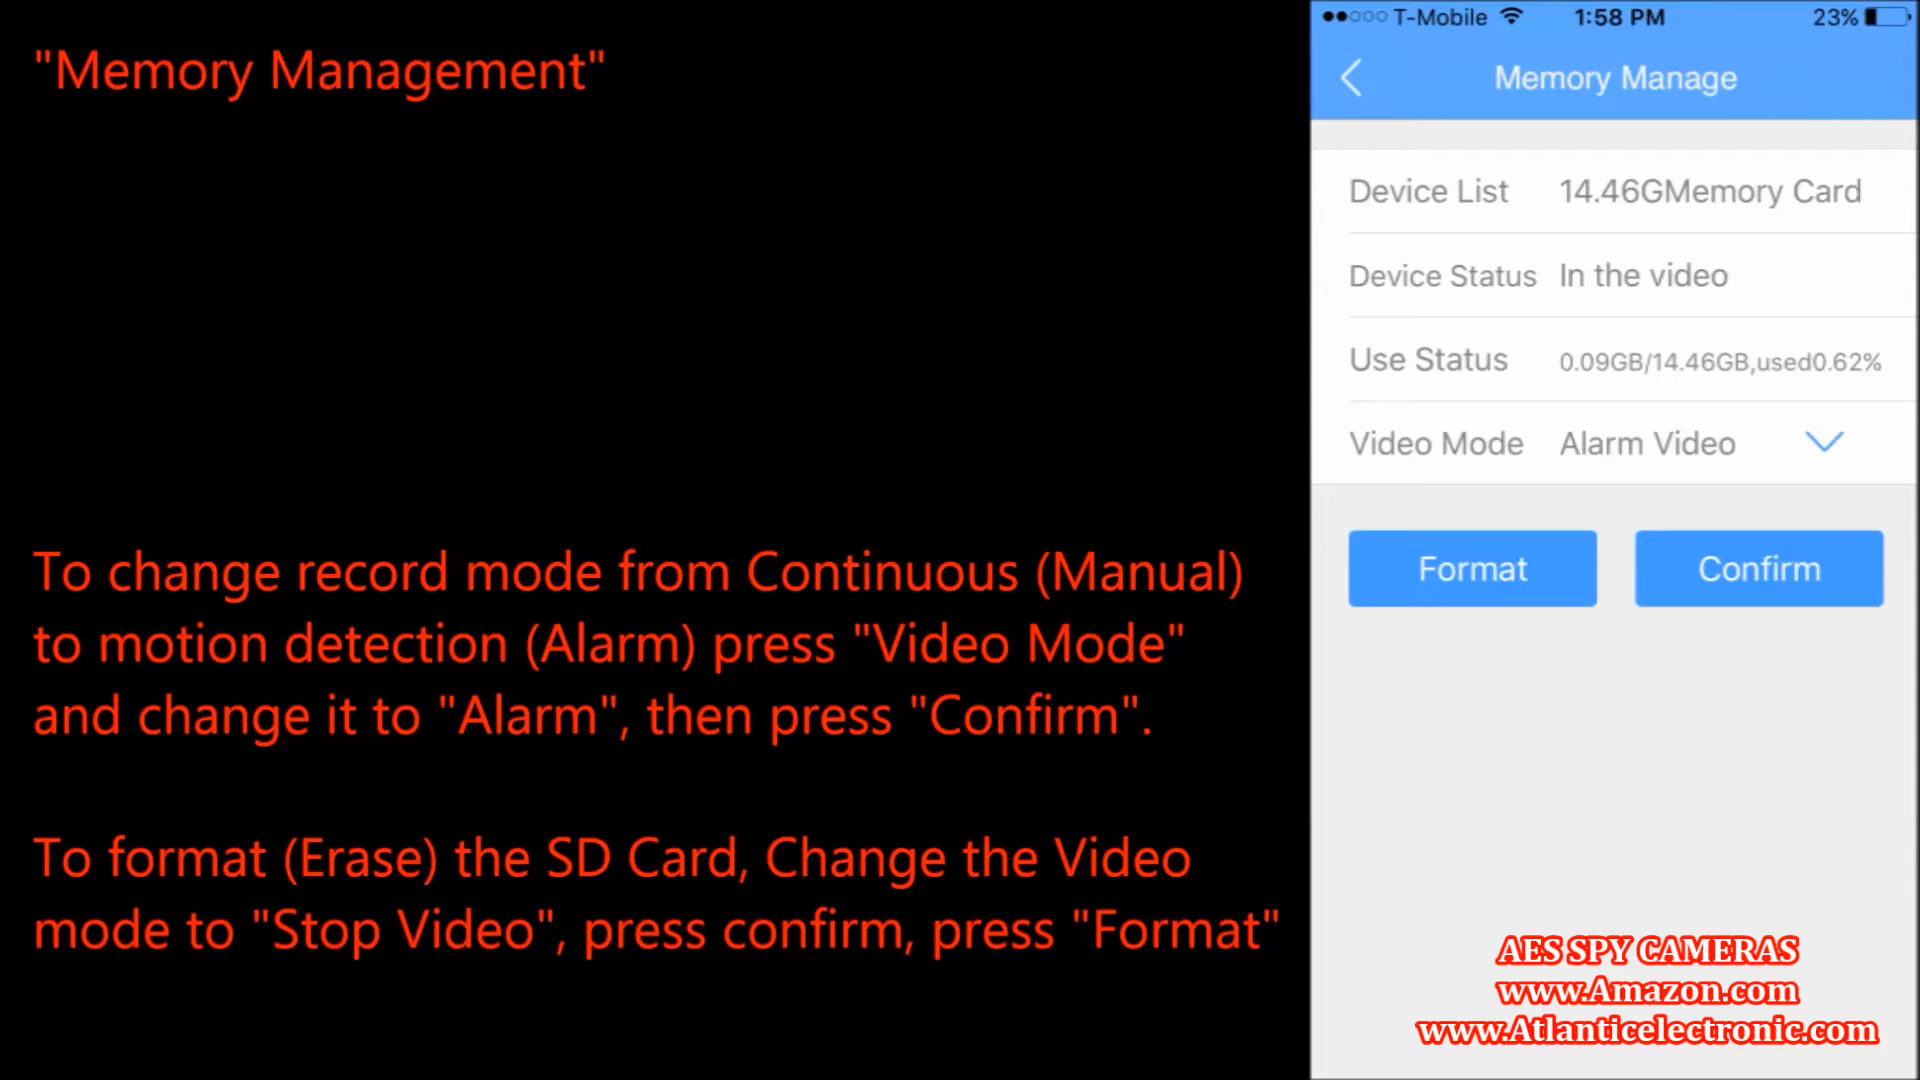 "Memory Management"
To change record mode from Continuous (Manual)
to motion detection (Alarm) press "Video Mode"
and change it to "Alarm", then press "Confirm".
To format (Erase) the SD Card, Change the Video
mode to "Stop Video", press confirm, press "Format"
T-Mobile 1:58 PM 23%
Memory Manage
Device List 14.46GMemory Card
Device Status In the video
Use Status 0.09GB/14.46GB,used0.62%
Video Mode Alarm Video
Format Confirm
AES SPY CAMERAS
www.Amazon.com
www.Atlanticelectronic.com